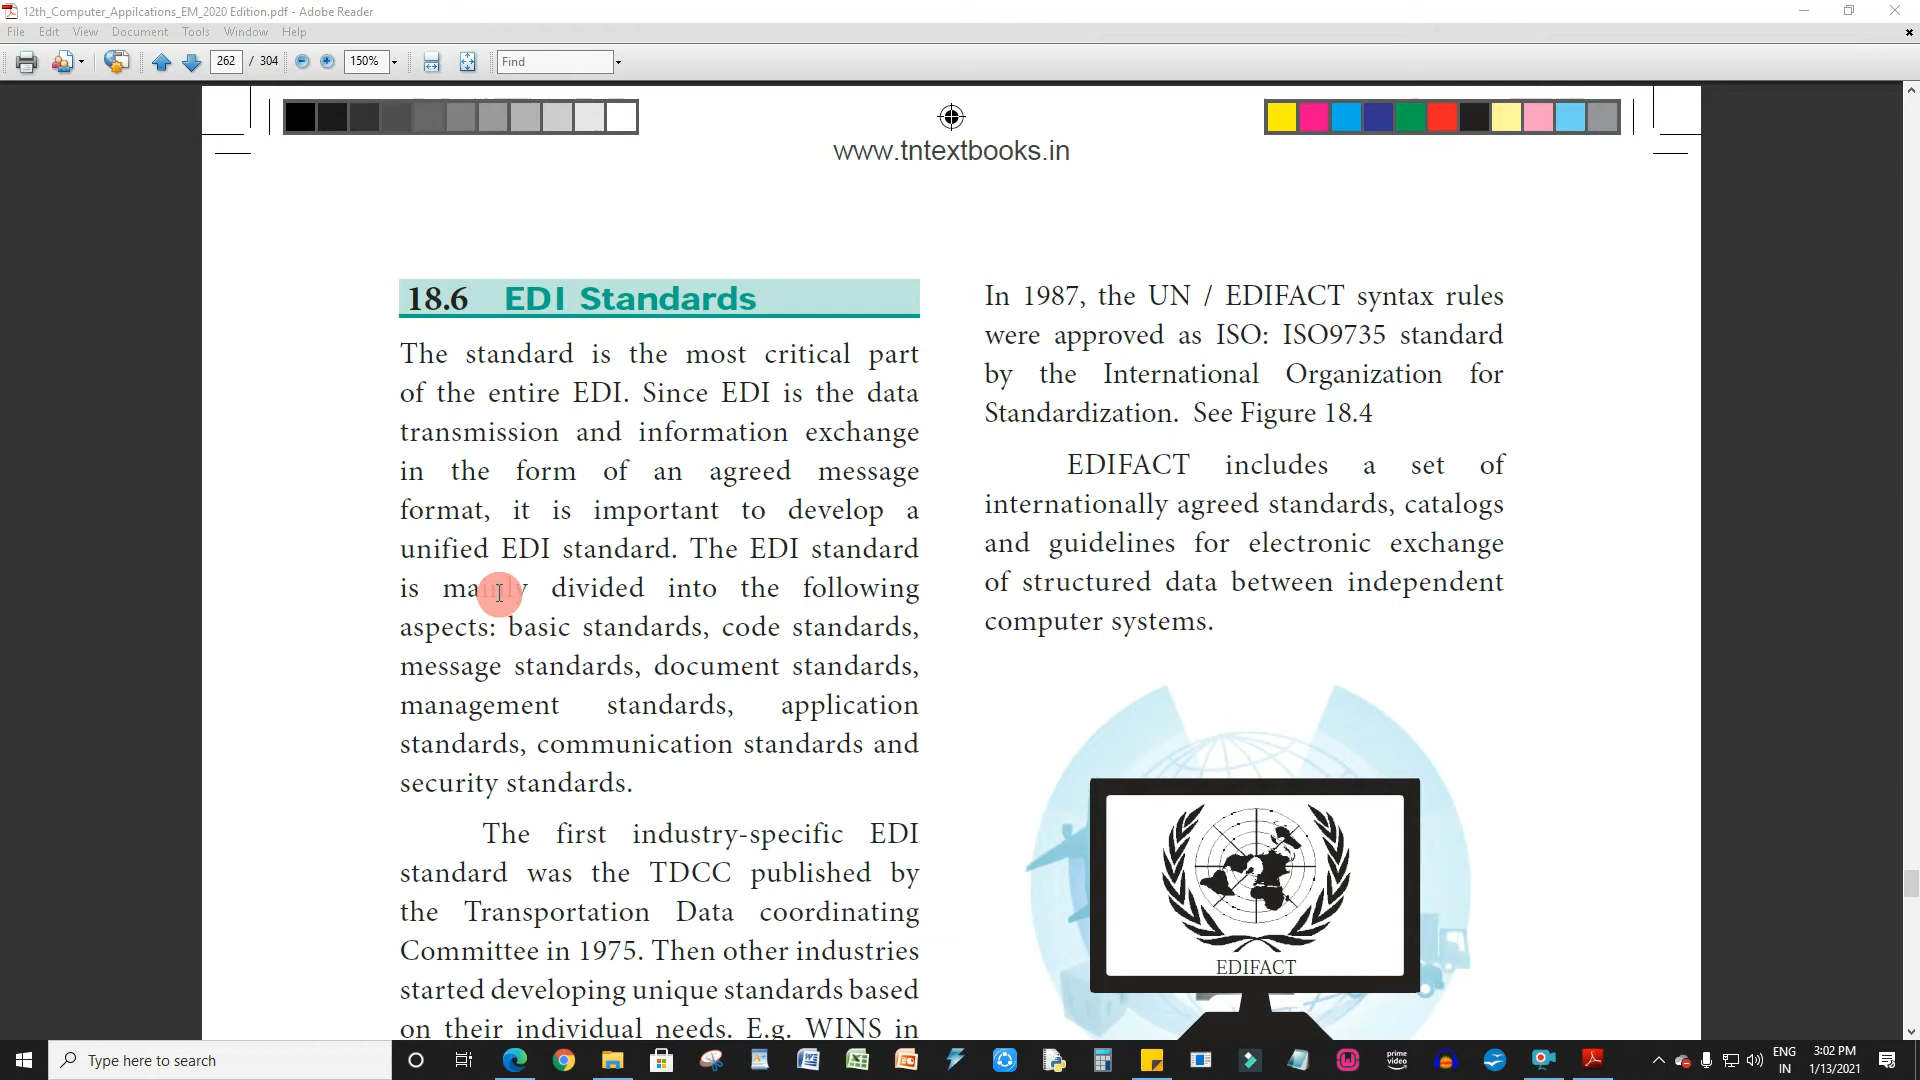 12th_Computer_Appilcations_EM_2020 Edition.pdf - Adobe Reader
File Edit View Document Tools Window Help
262 / 304 150% Find
www.tntextbooks.in
18.6 EDI Standards
The standard is the most critical part
of the entire EDI. Since EDI is the data
transmission and information exchange
in the form of an agreed message
format, it is important to develop a
unified EDI standard. The EDI standard
is mainly divided into the following
aspects: basic standards, code standards,
message standards, document standards,
management standards, application
standards, communication standards and
security standards.
The first industry-specific EDI
standard was the TDCC published by
the Transportation Data coordinating
Committee in 1975. Then other industries
started developing unique standards based
on their individual needs. E.g. WINS in
In 1987, the UN / EDIFACT syntax rules
were approved as ISO: ISO9735 standard
by the International Organization for
Standardization. See Figure 18.4
EDIFACT includes a set of
internationally agreed standards, catalogs
and guidelines for electronic exchange
of structured data between independent
computer systems.
EDIFACT
Type here to search
prime video
ENG
IN
3:02 PM
1/13/2021